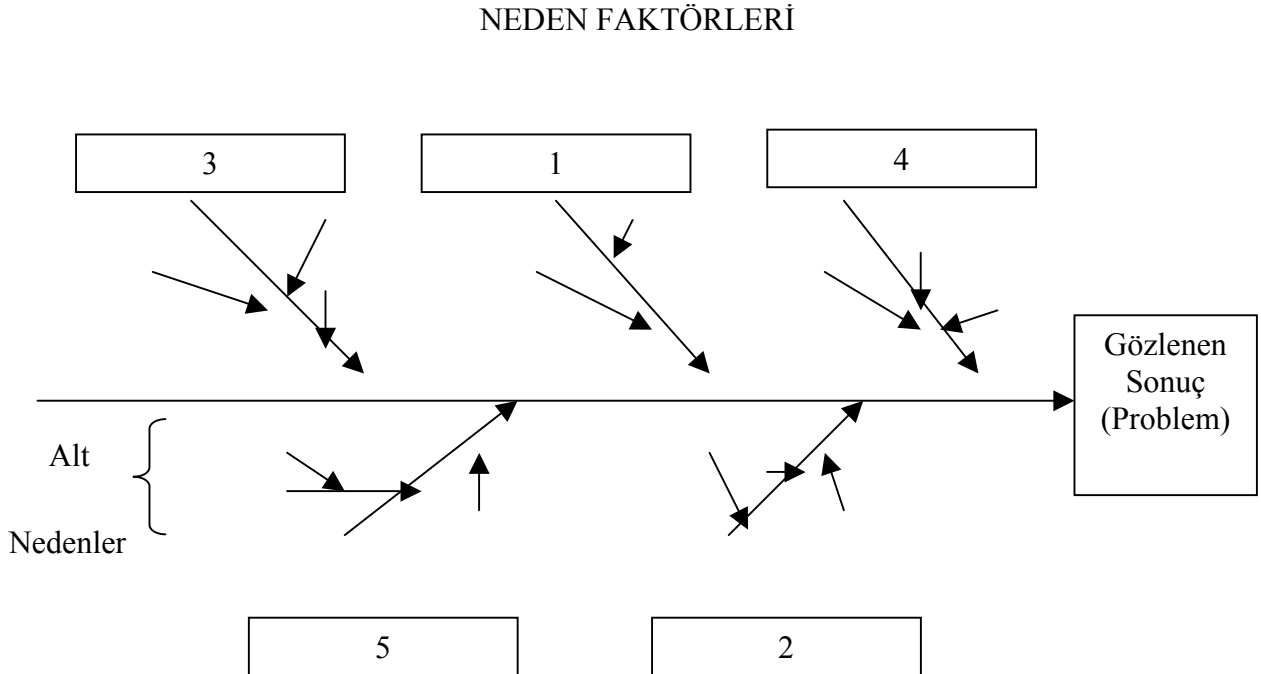 NEDEN FAKTÖRLERİ
3
1
4
Gözlenen
Sonuç
(Problem)
Alt
Nedenler
5
2